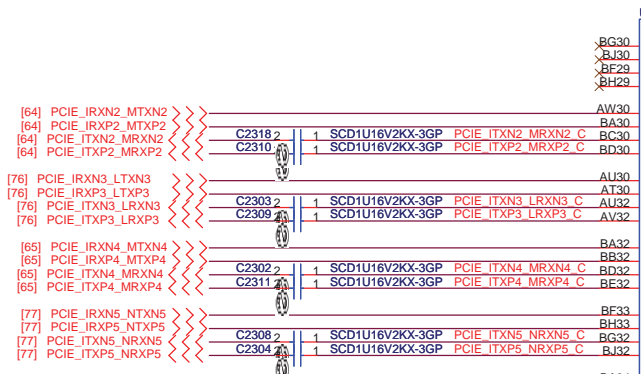 BG30
BJ30
BF29
BH29
[64] PCIE_IRXN2_MTXN2 AW30
[64] PCIE_IRXP2_MTXP2 BA30
[64] PCIE_ITXN2_MRXN2 C2318 2 1 SCD1U16V2KX-3GP PCIE_ITXN2_MRXN2_C BC30
[64] PCIE_ITXP2_MRXP2 C2310 1 SCD1U16V2KX-3GP PCIE_ITXP2_MRXP2_C BD30
[76] PCIE_IRXN3_LTXN3 AU30
[76] PCIE_IRXP3_LTXP3 AT30
[76] PCIE_ITXN3_LRXN3 C2303 2 1 SCD1U16V2KX-3GP PCIE_ITXN3_LRXN3_C AU32
[76] PCIE_ITXP3_LRXP3 C2309 1 SCD1U16V2KX-3GP PCIE_ITXP3_LRXP3_C AV32
[65] PCIE_IRXN4_MTXN4 BA32
[65] PCIE_IRXP4_MTXP4 BB32
[65] PCIE_ITXN4_MRXN4 C2302 2 1 SCD1U16V2KX-3GP PCIE_ITXN4_MRXN4_C BD32
[65] PCIE_ITXP4_MRXP4 C2311 1 SCD1U16V2KX-3GP PCIE_ITXP4_MRXP4_C BE32
[77] PCIE_IRXN5_NTXN5 BF33
[77] PCIE_IRXP5_NTXP5 BH33
[77] PCIE_ITXN5_NRXN5 C2308 2 1 SCD1U16V2KX-3GP PCIE_ITXN5_NRXN5_C BG32
[77] PCIE_ITXP5_NRXP5 C2304 1 SCD1U16V2KX-3GP PCIE_ITXP5_NRXP5_C BJ32